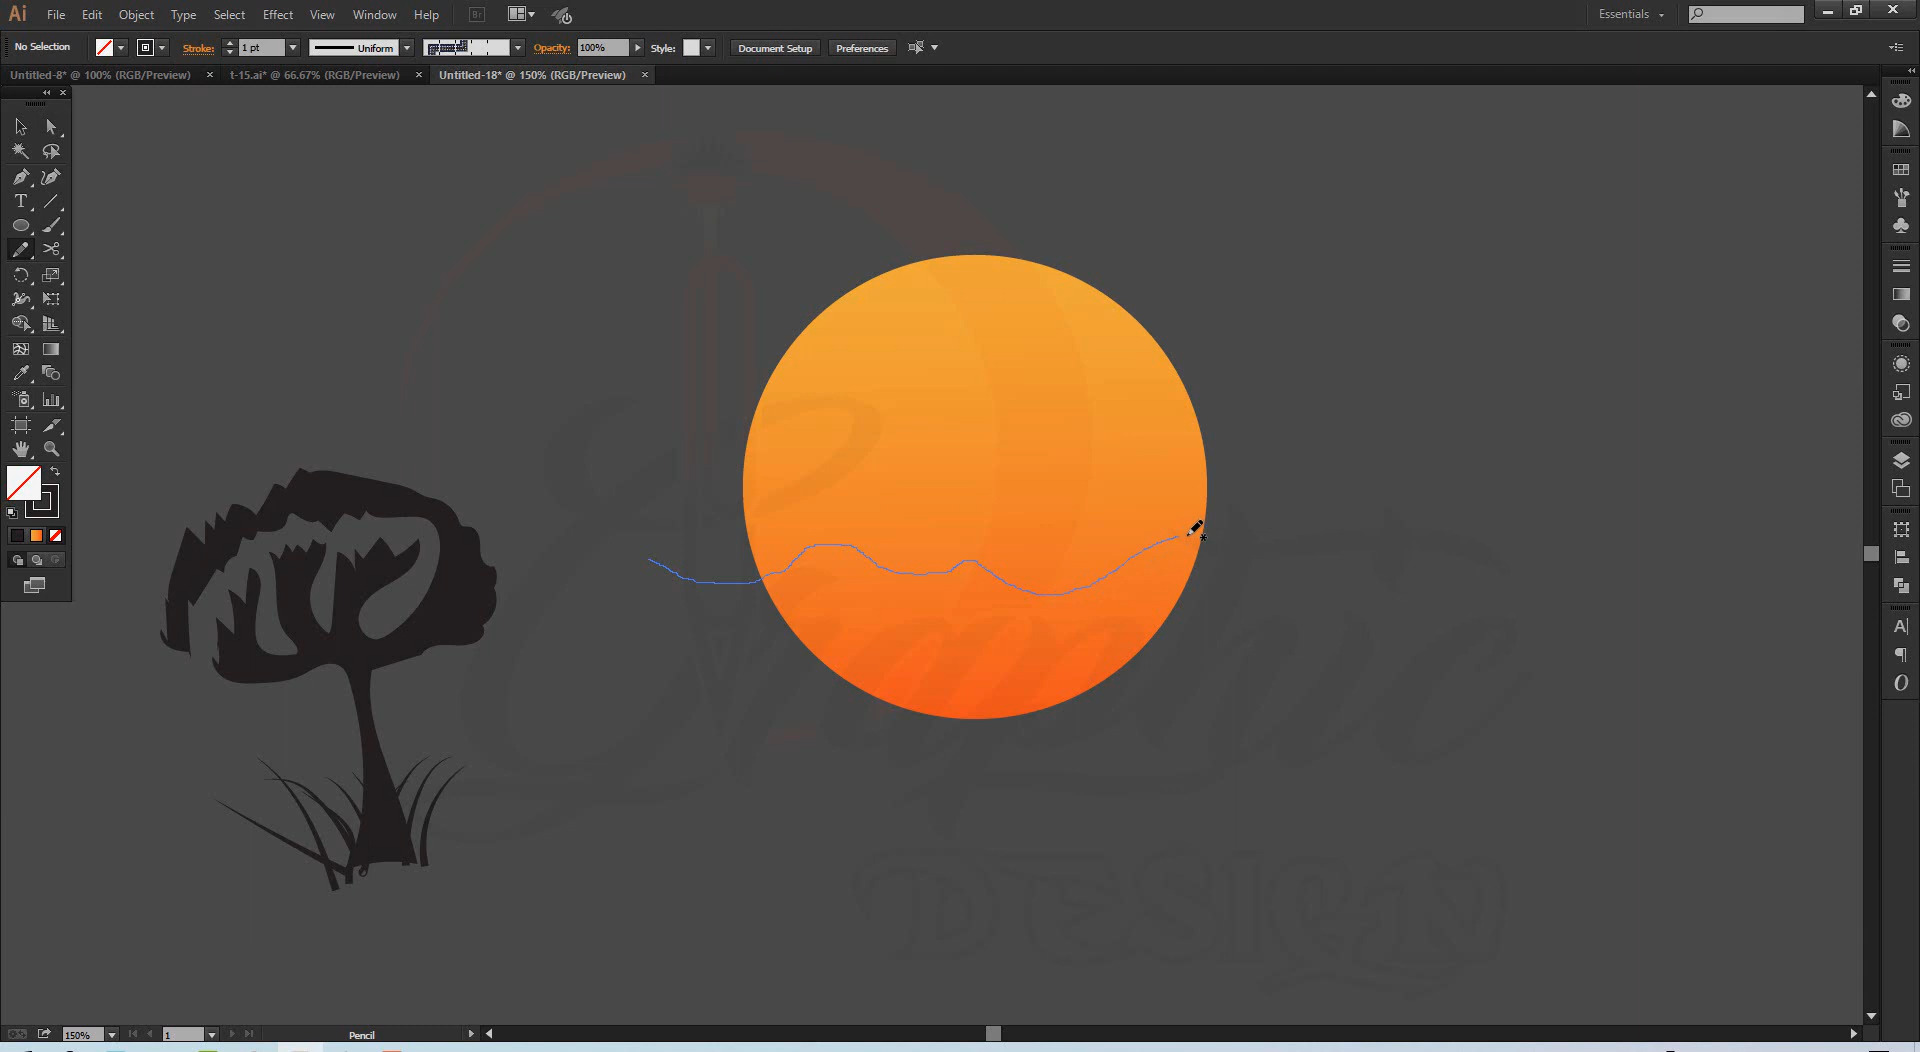 Ai File Edit Object Type Select Effect View Window Help Br Essentials
No Selection Stroke: 1 pt Uniform Opacity: 100% Style: Document Setup Preferences
Untitled-8* @ 100% (RGB/Preview) × t-15.ai* @ 66.67% (RGB/Preview) × Untitled-18* @ 150% (RGB/Preview) ×
DESIGN
150% 1 Pencil